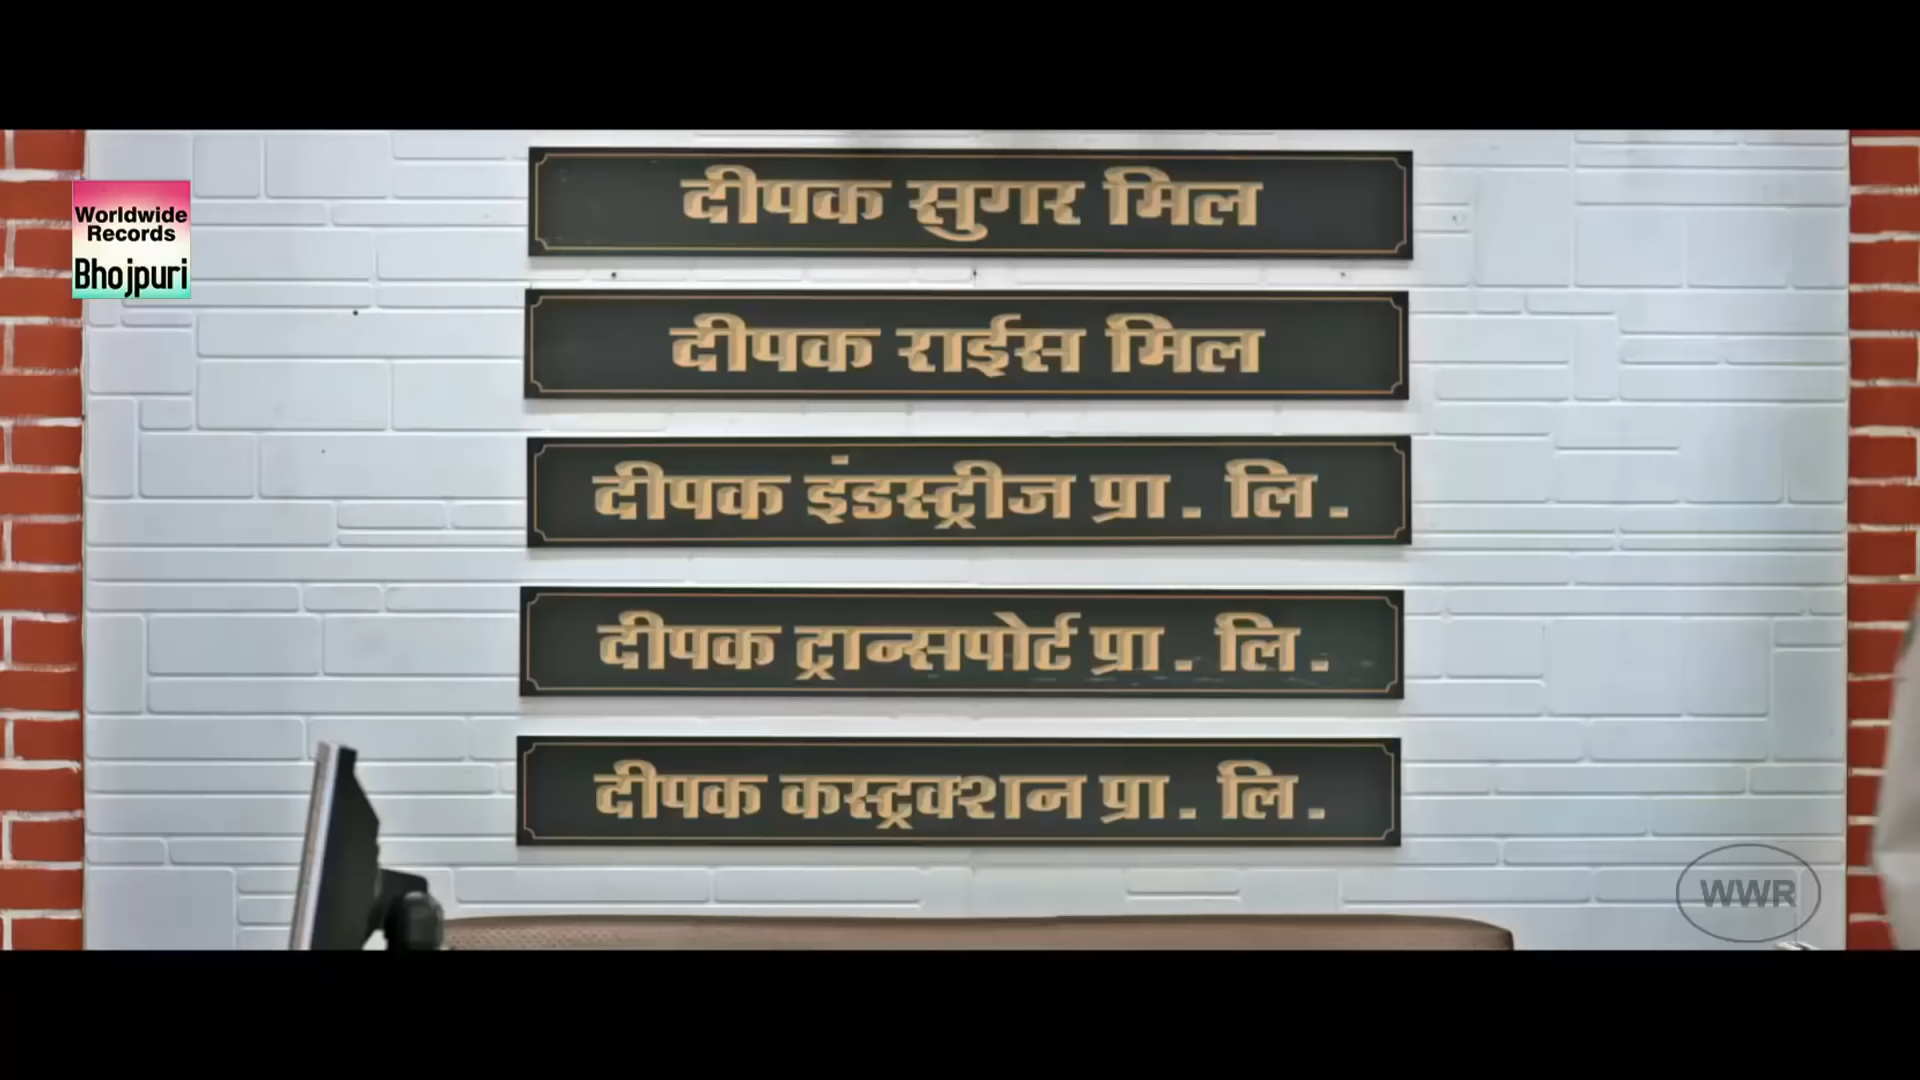 दीपक सुगर मिल
Worldwide
Records
Bhojpuri
दीपक राईस मिल
दीपक इंडस्ट्रीज प्रा. लि.
दीपक ट्रान्सपोर्ट प्रा. लि.
दीपक कस्ट्रक्शन प्रा. लि.
WWR